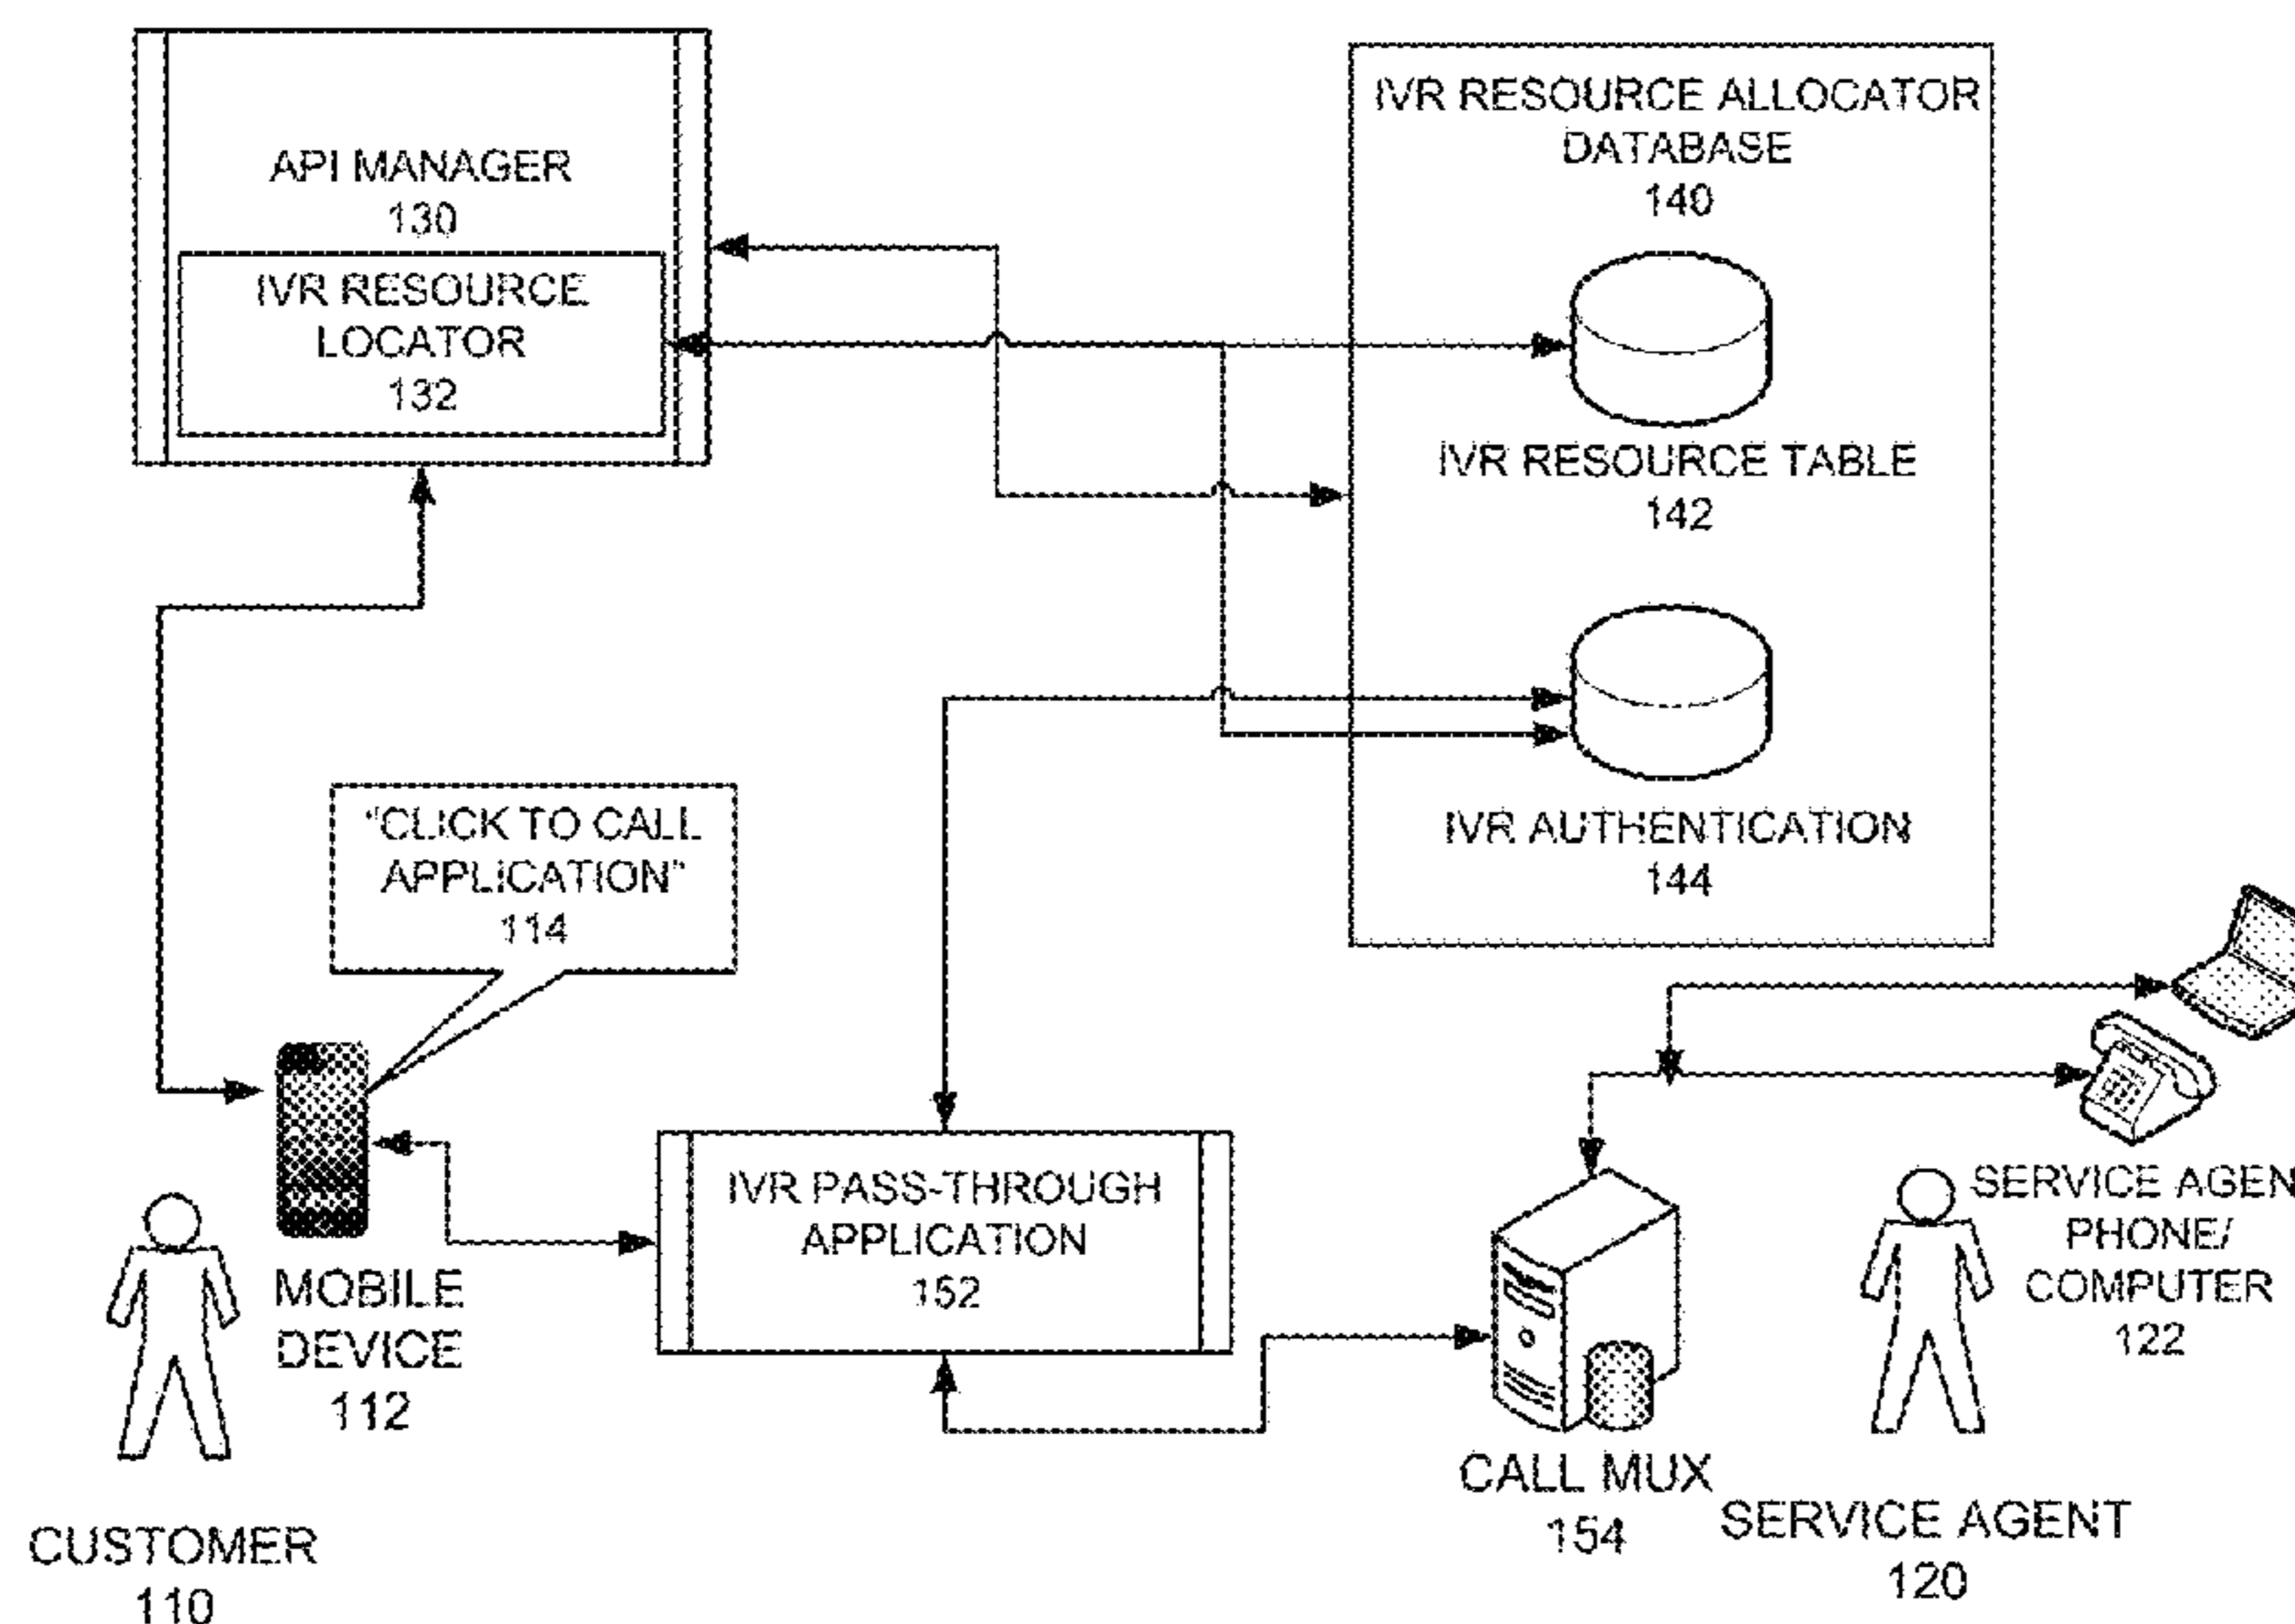 API MANAGER
130
IVR RESOURCE
LOCATOR
132
IVR RESOURCE ALLOCATOR
DATABASE
140
IVR RESOURCE TABLE
142
IVR AUTHENTICATION
144
"CLICK TO CALL
APPLICATION"
114
MOBILE
DEVICE
112
CUSTOMER
110
IVR PASS-THROUGH
APPLICATION
152
CALL MUX
154
SERVICE AGEN
PHONE/
COMPUTER
122
SERVICE AGENT
120